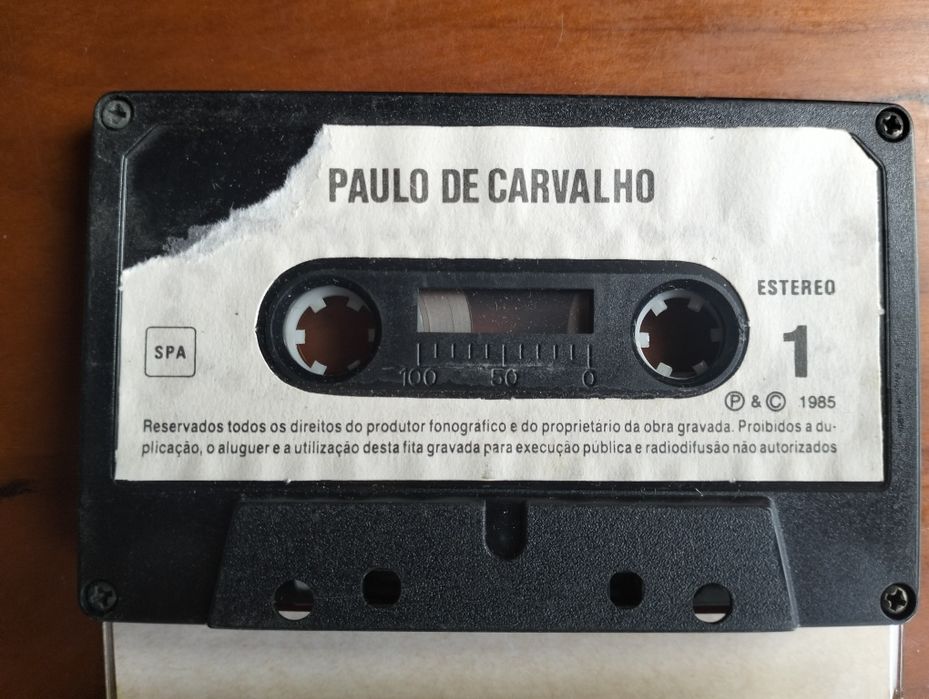 PAULO DE CARVALHO
ESTEREO
SPA
1
100 50 0
℗ & © 1985
Reservados todos os direitos do produtor fonográfico e do proprietário da obra gravada. Proibidos a du-
plicação, o aluguer e a utilização desta fita gravada para execução pública e radiodifusão não autorizados